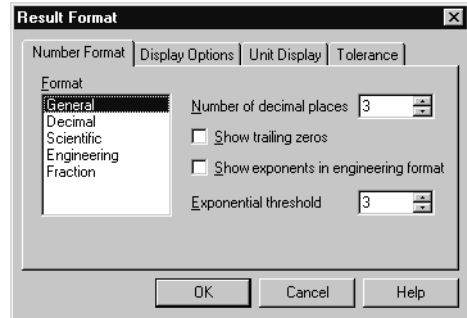 Result Format
Number Format Display Options Unit Display Tolerance
Format
General
Decimal
Scientific
Engineering
Fraction
Number of decimal places 3
Show trailing zeros
Show exponents in engineering format
Exponential threshold 3
OK Cancel Help